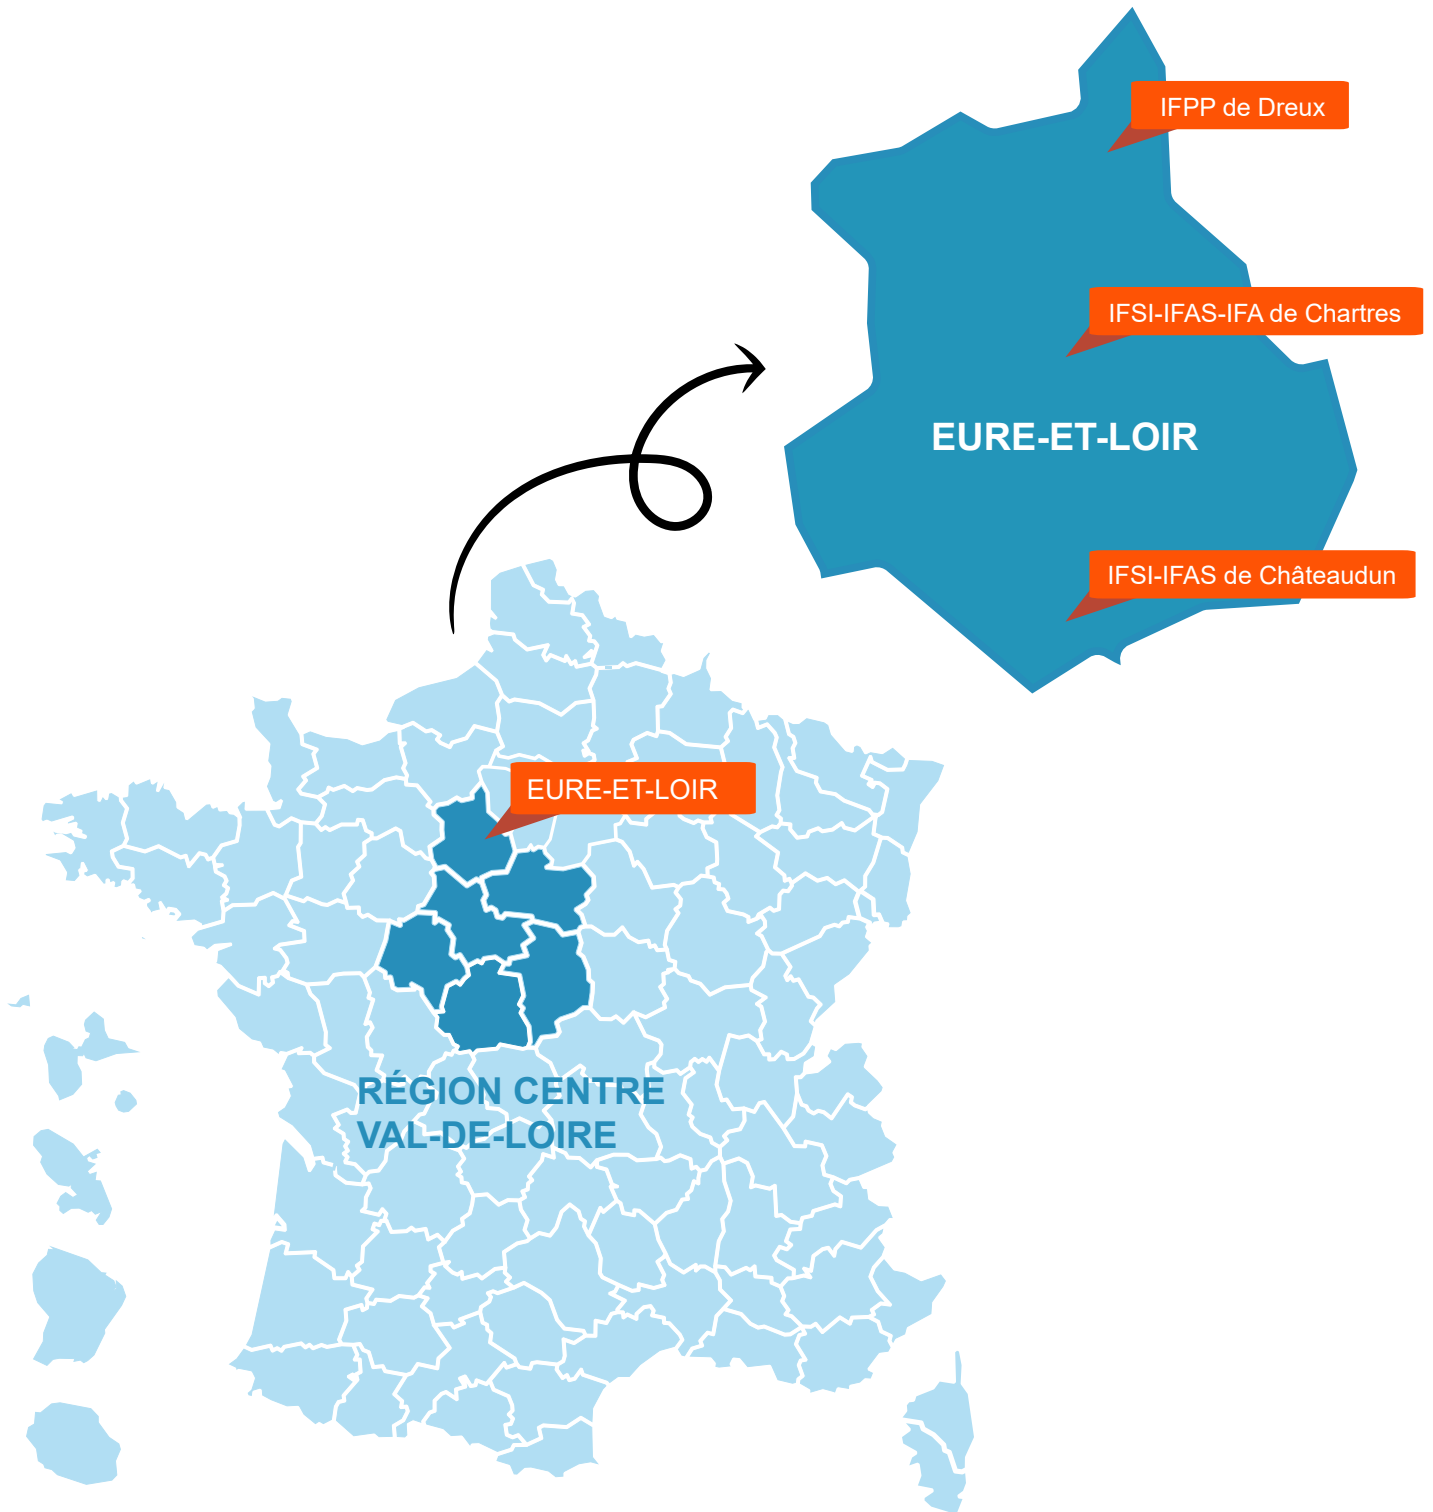 IFPP de Dreux
IFSI-IFAS-IFA de Chartres
EURE-ET-LOIR
IFSI-IFAS de Châteaudun
EURE-ET-LOIR
RÉGION CENTRE
VAL-DE-LOIRE